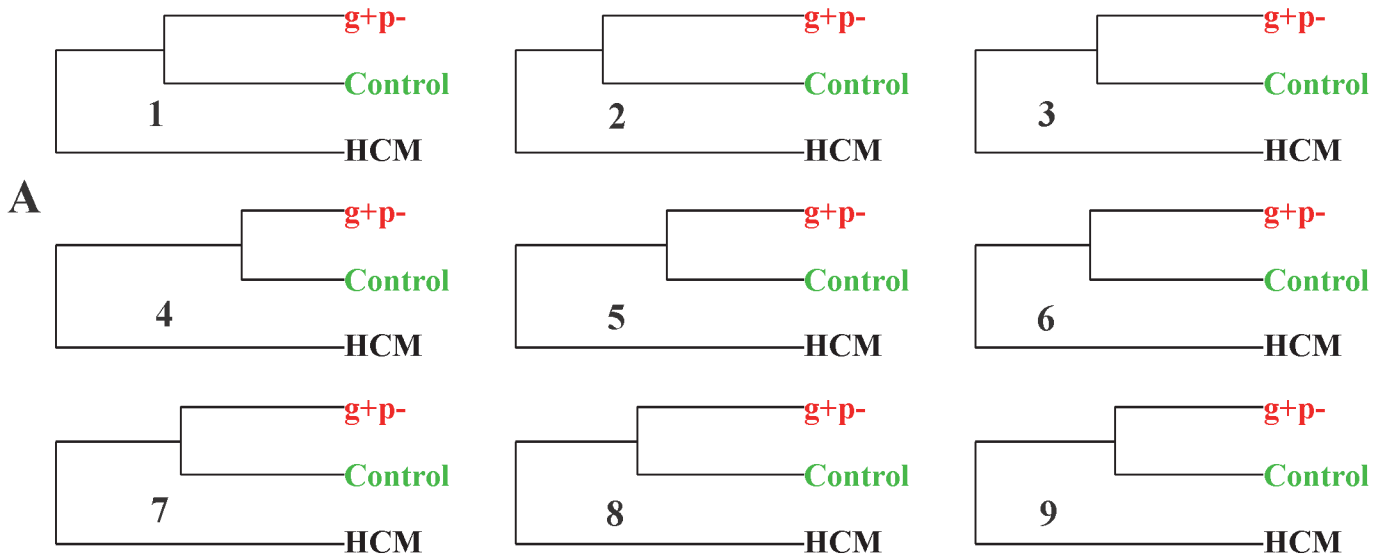 g+p- g+p- g+p-
Control Control Control
1 2 3
HCM HCM HCM
A
g+p- g+p- g+p-
Control Control Control
4 5 6
HCM HCM HCM
g+p- g+p- g+p-
Control Control Control
7 8 9
HCM HCM HCM